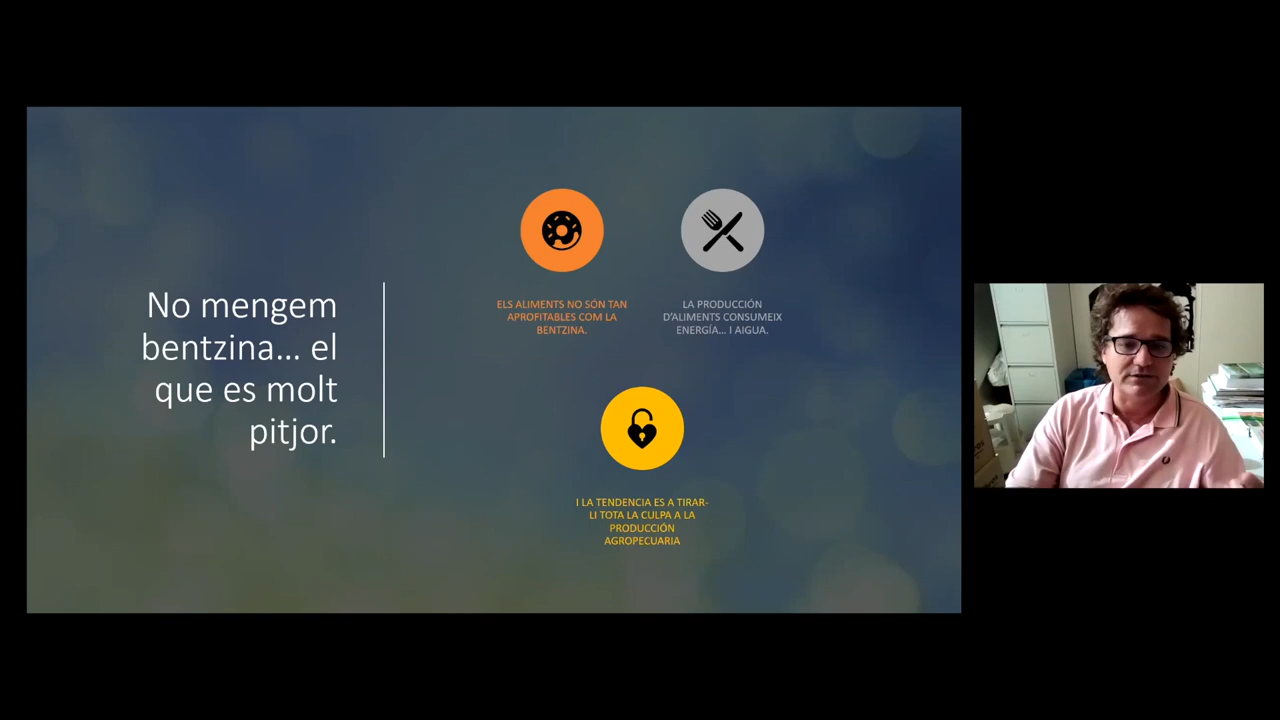 No mengem
bentzina... el
que es molt
pitjor.
ELS ALIMENTS NO SÓN TAN
APROFITABLES COM LA
BENTZINA.
LA PRODUCCIÓN
D'ALIMENTS CONSUMEIX
ENERGÍA... I AIGUA.
I LA TENDENCIA ES A TIRAR-
LI TOTA LA CULPA A LA
PRODUCCIÓN
AGROPECUARIA